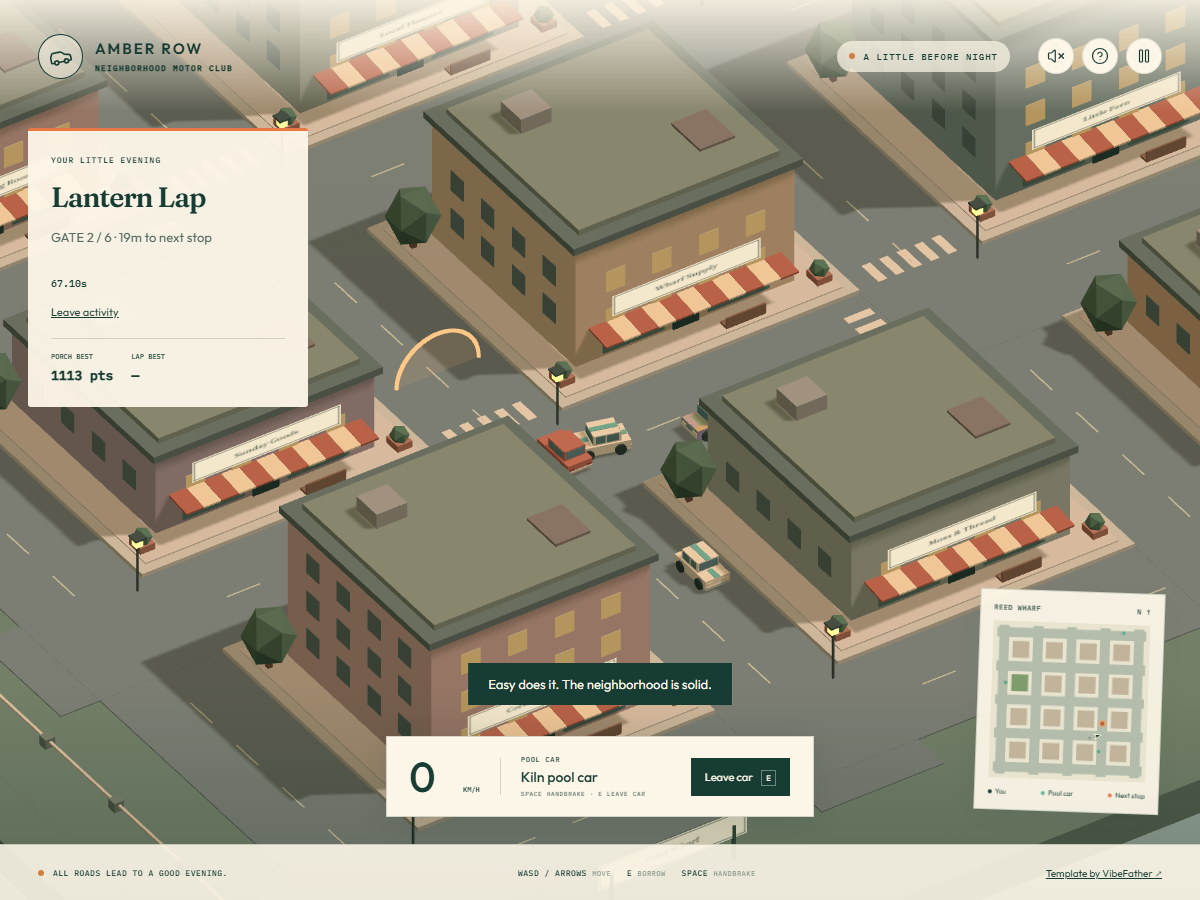 AMBER ROW
NEIGHBORHOOD MOTOR CLUB
A LITTLE BEFORE NIGHT
Little Fern
YOUR LITTLE EVENING
Lantern Lap
GATE 2 / 6 · 19m to next stop
67.10s
Leave activity
PORCH BEST LAP BEST
1113 pts —
Wharf Supply
Sunday Goods
Moss & Thread
REED WHARF N ↑
You Pool car Next stop
Easy does it. The neighborhood is solid.
0 KM/H
POOL CAR
Kiln pool car
SPACE HANDBRAKE · E LEAVE CAR
Leave car E
ALL ROADS LEAD TO A GOOD EVENING.
WASD / ARROWS MOVE E BORROW SPACE HANDBRAKE
Template by VibeFather ↗